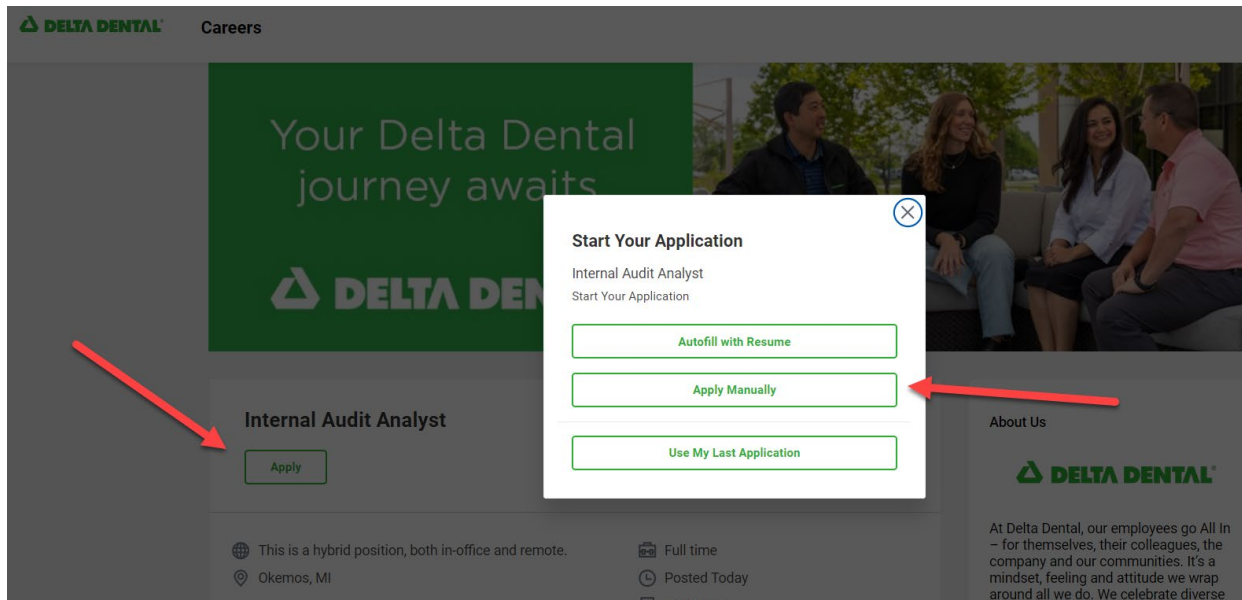 DELTA DENTAL
Careers
Your Delta Dental
journey awaits
DELTA DEN
Start Your Application
Internal Audit Analyst
Start Your Application
Autofill with Resume
Apply Manually
Use My Last Application
Internal Audit Analyst
Apply
This is a hybrid position, both in-office and remote.
Okemos, MI
Full time
Posted Today
About Us
DELTA DENTAL
At Delta Dental, our employees go All In
– for themselves, their colleagues, the
company and our communities. It's a
mindset, feeling and attitude we wrap
around all we do. We celebrate diverse